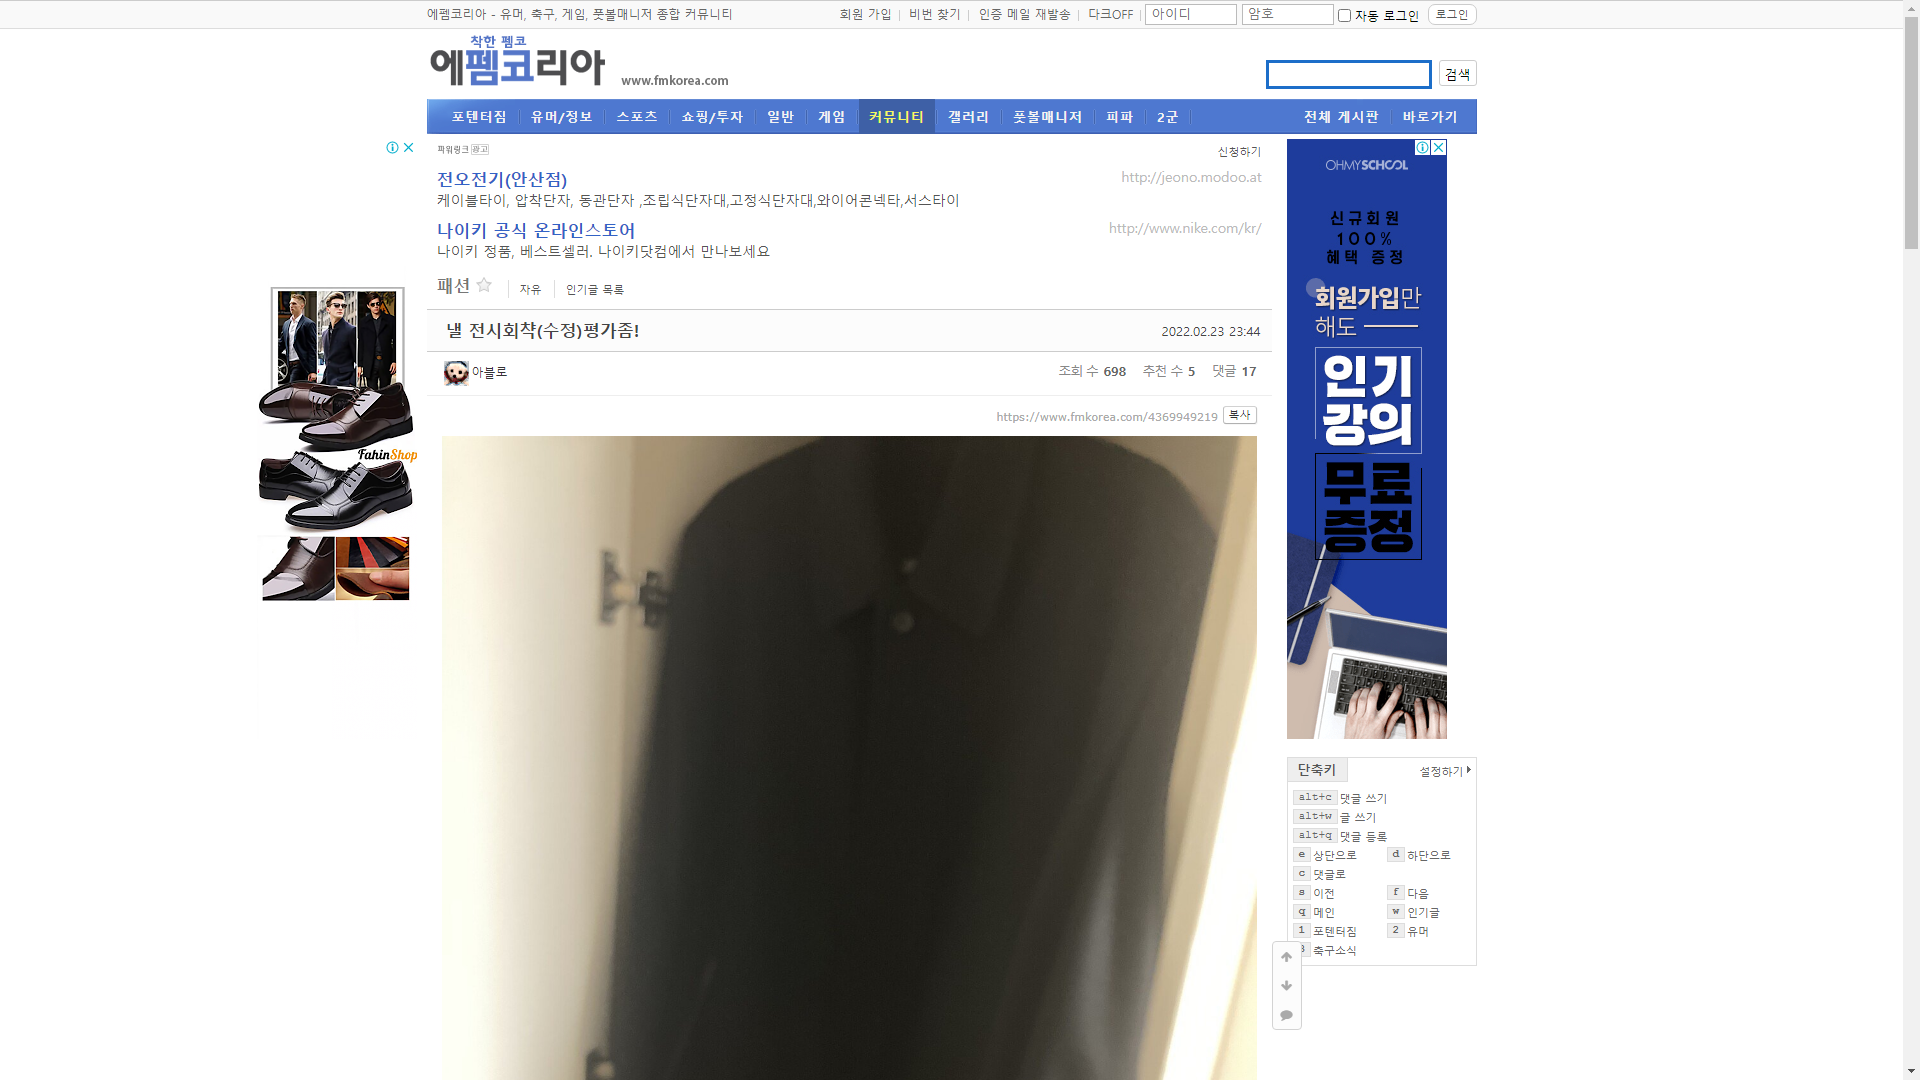 에펨코리아 - 유머, 축구, 게임, 풋볼매니저 종합 커뮤니티
회원 가입
비번 찾기
인증 메일 재발송
다크OFF
아이디
암호
자동 로그인
로그인
착한 펨코
에펨코리아
www.fmkorea.com
검색
포텐터짐
유머/정보
스포츠
쇼핑/투자
일반
게임
커뮤니티
갤러리
풋볼매니저
피파
2군
전체 게시판
바로가기
파워링크 광고
신청하기
전오전기(안산점)
http://jeono.modoo.at
케이블타이, 압착단자, 동관단자 ,조립식단자대,고정식단자대,와이어콘넥타,서스타이
나이키 공식 온라인스토어
http://www.nike.com/kr/
나이키 정품, 베스트셀러. 나이키닷컴에서 만나보세요
패션
자유
인기글 목록
낼 전시회챡(수정)평가좀!
2022.02.23 23:44
아블로
조회 수 698
추천 수 5
댓글 17
https://www.fmkorea.com/4369949219
복사
FahinShop
OHMYSCHOOL
신규회원
100%
혜택 증정
회원가입만
해도
인기
강의
무료
증정
단축키
설정하기
alt+c 댓글 쓰기
alt+w 글 쓰기
alt+q 댓글 등록
e 상단으로
d 하단으로
c 댓글로
s 이전
f 다음
q 메인
w 인기글
1 포텐터짐
2 유머
3 축구소식